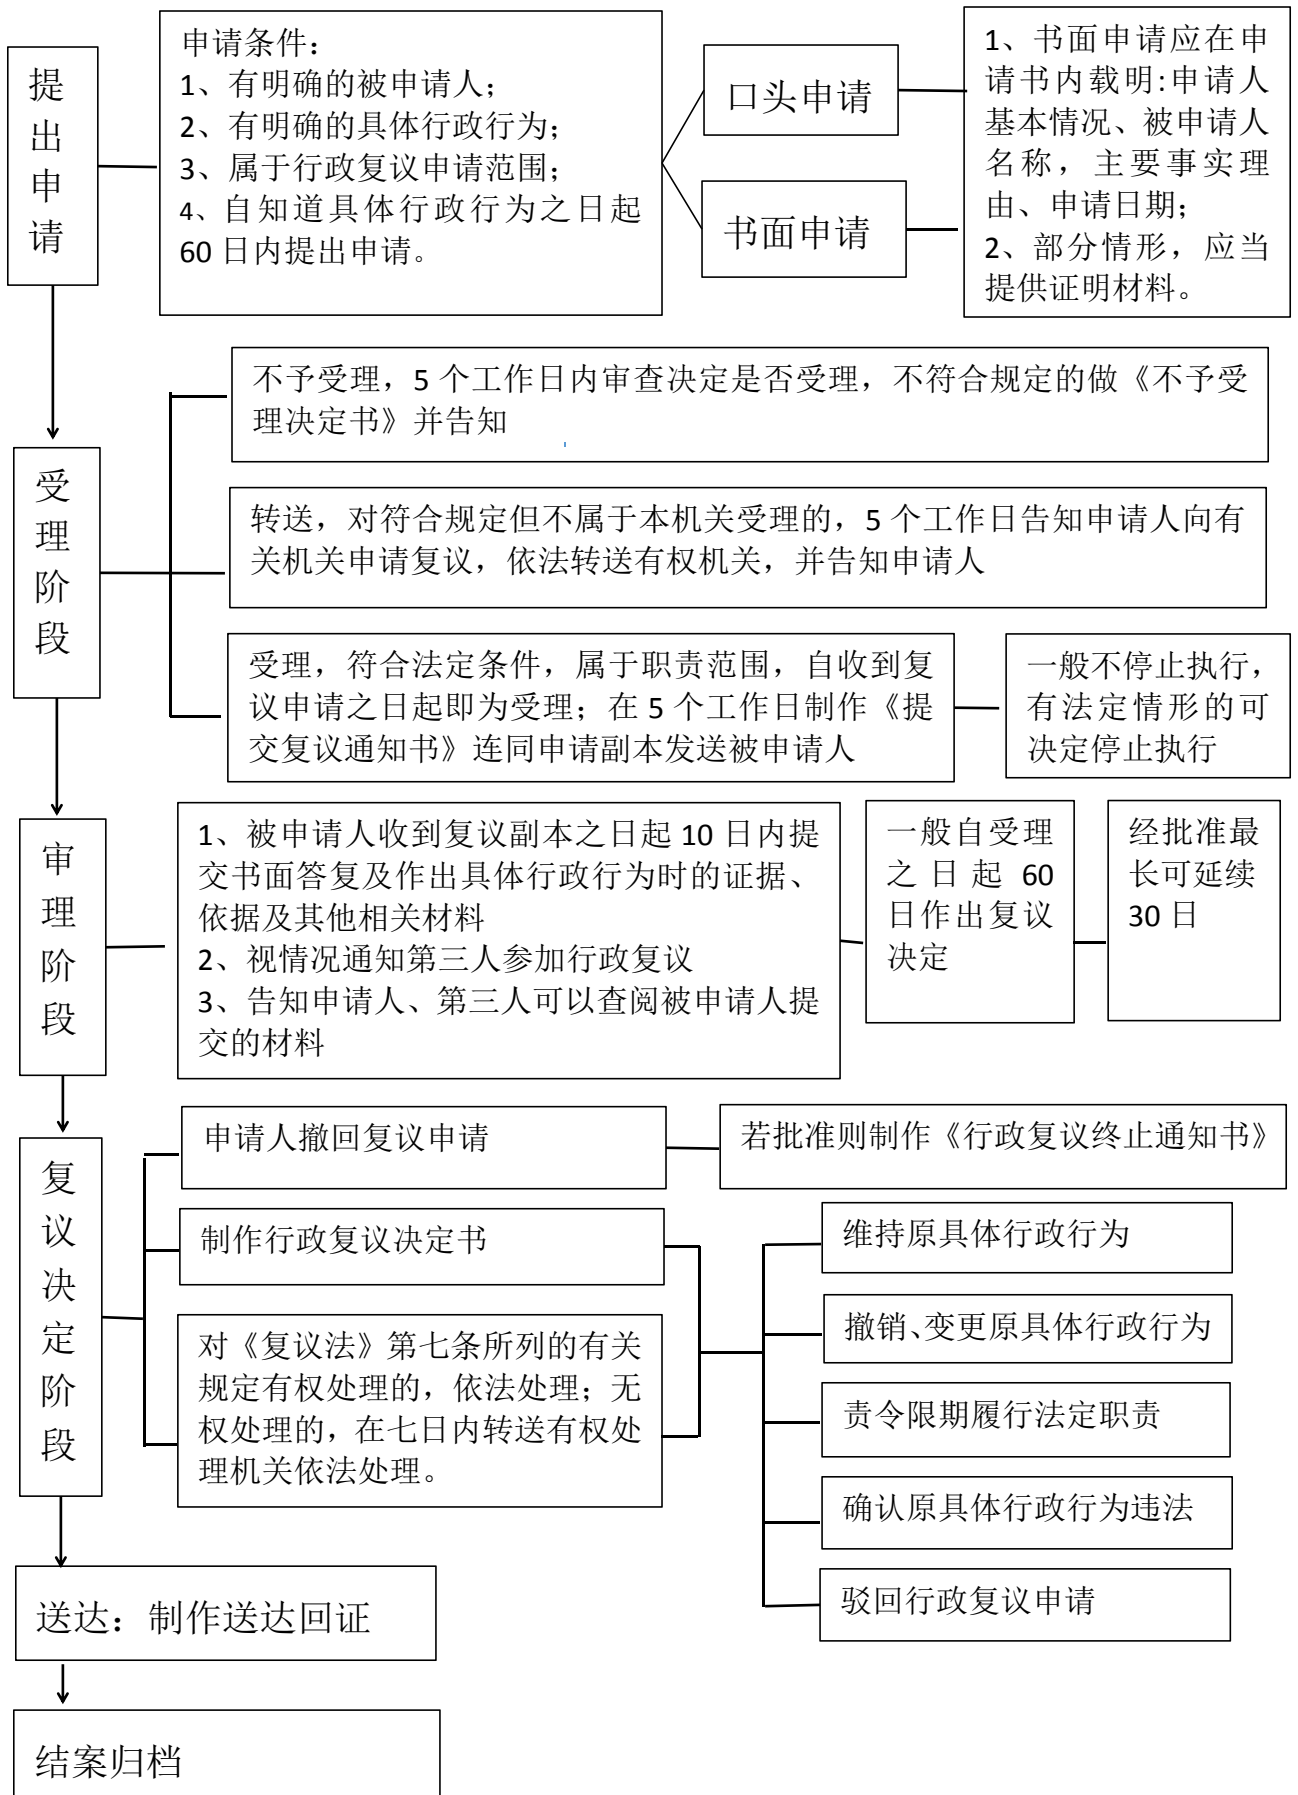 提
出
申
请
申请条件：
1、有明确的被申请人；
2、有明确的具体行政行为；
3、属于行政复议申请范围；
4、自知道具体行政行为之日起
60 日内提出申请。
口头申请
书面申请
1、书面申请应在申
请书内载明:申请人
基本情况、被申请人
名称，主要事实理
由、申请日期；
2、部分情形，应当
提供证明材料。
受
理
阶
段
不予受理，5 个工作日内审查决定是否受理，不符合规定的做《不予受
理决定书》并告知
转送，对符合规定但不属于本机关受理的，5 个工作日告知申请人向有
关机关申请复议，依法转送有权机关，并告知申请人
受理，符合法定条件，属于职责范围，自收到复
议申请之日起即为受理；在 5 个工作日制作《提
交复议通知书》连同申请副本发送被申请人
一般不停止执行，
有法定情形的可
决定停止执行
审
理
阶
段
1、被申请人收到复议副本之日起 10 日内提
交书面答复及作出具体行政行为时的证据、
依据及其他相关材料
2、视情况通知第三人参加行政复议
3、告知申请人、第三人可以查阅被申请人提
交的材料
一般自受理
之日起 60
日作出复议
决定
经批准最
长可延续
30 日
复
议
决
定
阶
段
申请人撤回复议申请
若批准则制作《行政复议终止通知书》
制作行政复议决定书
对《复议法》第七条所列的有关
规定有权处理的，依法处理；无
权处理的，在七日内转送有权处
理机关依法处理。
维持原具体行政行为
撤销、变更原具体行政行为
责令限期履行法定职责
确认原具体行政行为违法
驳回行政复议申请
送达：制作送达回证
结案归档